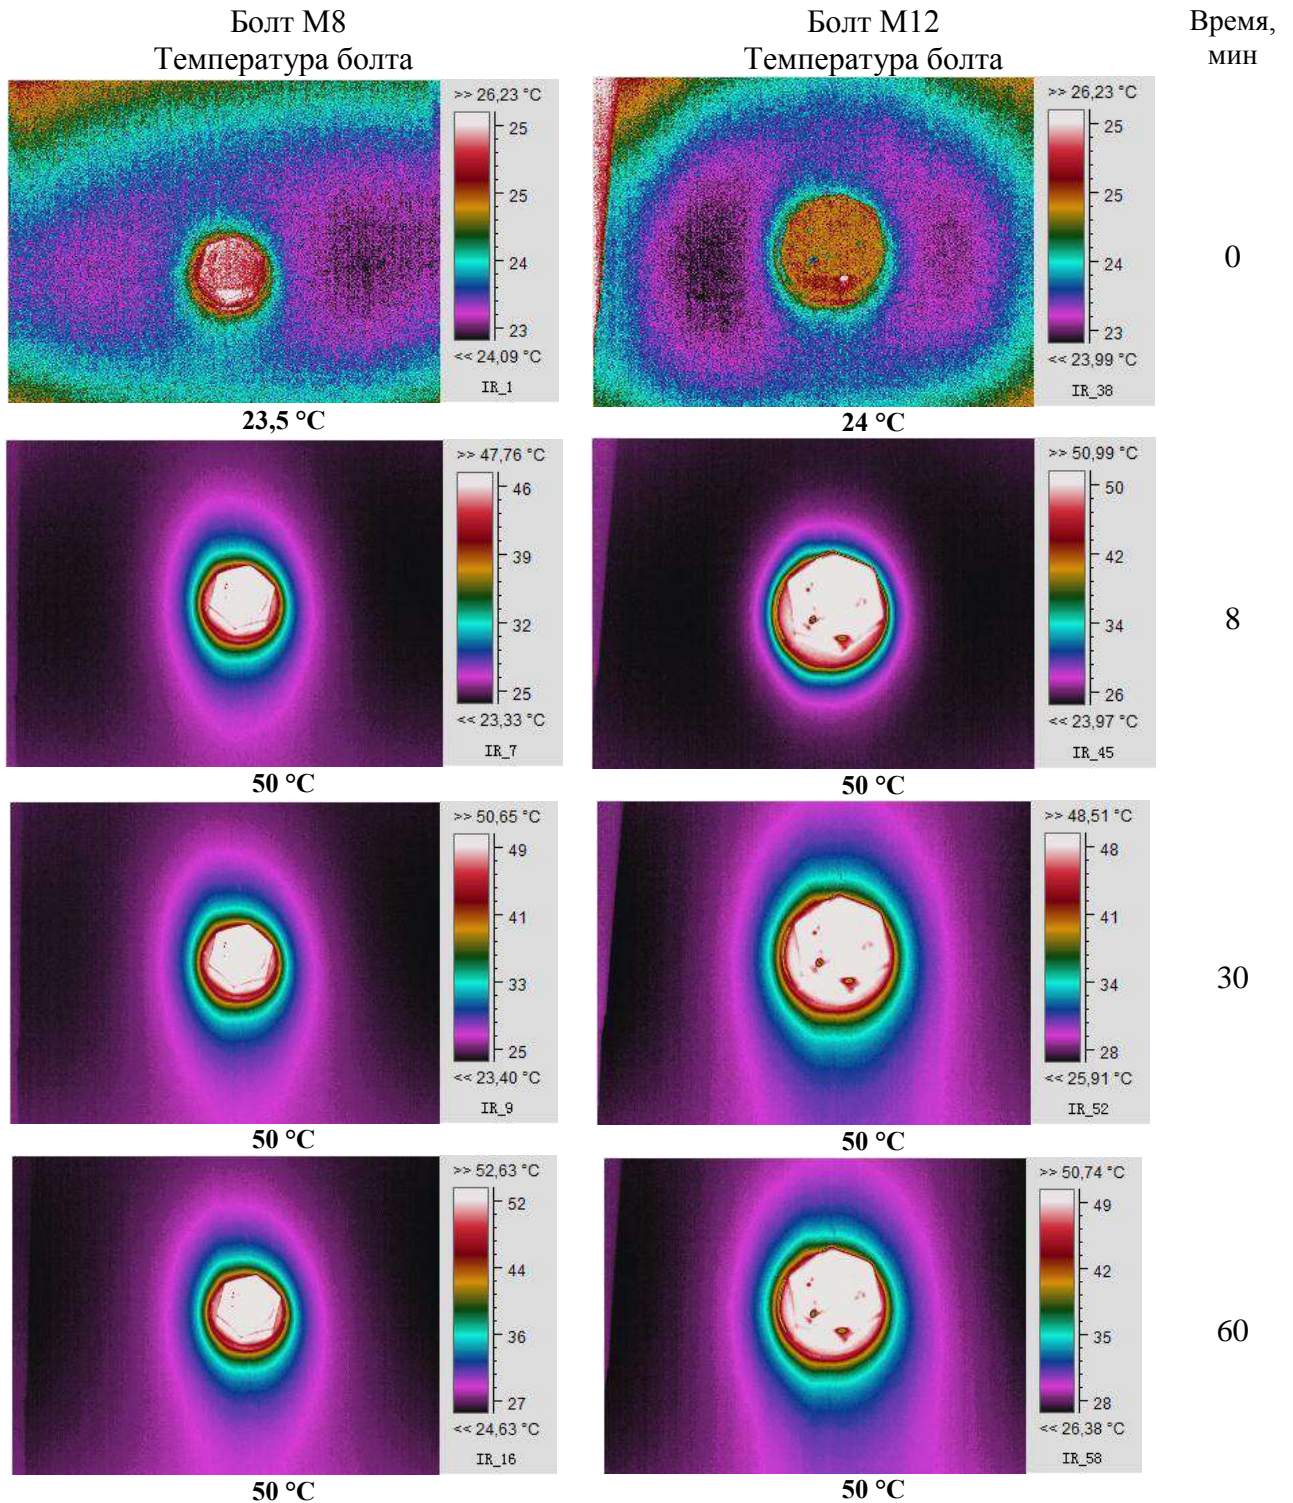 Болт М8
Температура болта
Болт М12
Температура болта
Время,
мин
>> 26,23 °C
25
25
24
23
<< 24,09 °C
IR_1
23,5 °C
>> 26,23 °C
25
25
24
23
<< 23,99 °C
IR_38
24 °C
0
>> 47,76 °C
46
39
32
25
<< 23,33 °C
IR_7
50 °C
>> 50,99 °C
50
42
34
26
<< 23,97 °C
IR_45
50 °C
8
>> 50,65 °C
49
41
33
25
<< 23,40 °C
IR_9
50 °C
>> 48,51 °C
48
41
34
28
<< 25,91 °C
IR_52
50 °C
30
>> 52,63 °C
52
44
36
27
<< 24,63 °C
IR_16
50 °C
>> 50,74 °C
49
42
35
28
<< 26,38 °C
IR_58
50 °C
60